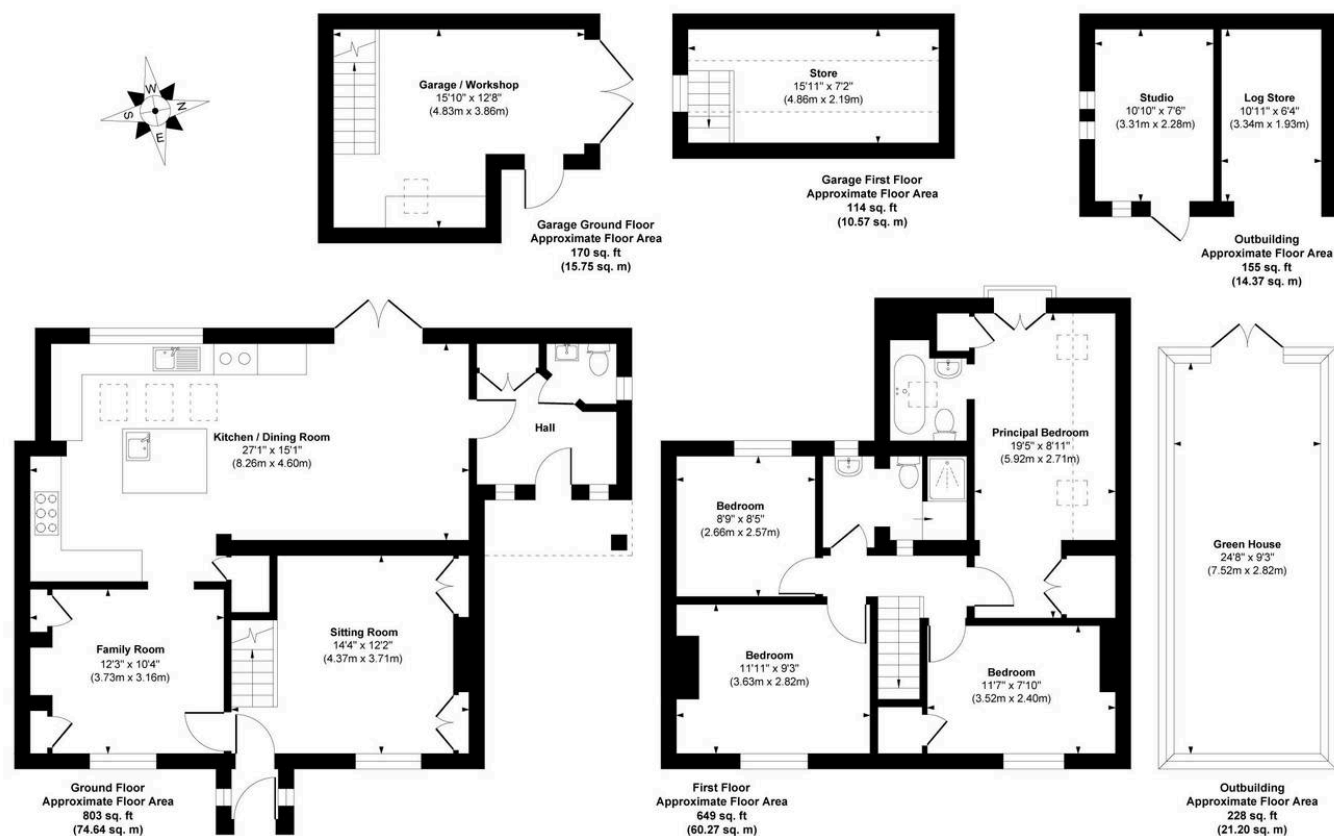 W
N
S
E
Garage / Workshop
15'10" x 12'8"
(4.83m x 3.86m)
Garage Ground Floor
Approximate Floor Area
170 sq. ft
(15.75 sq. m)
Store
15'11" x 7'2"
(4.86m x 2.19m)
Garage First Floor
Approximate Floor Area
114 sq. ft
(10.57 sq. m)
Studio
10'10" x 7'6"
(3.31m x 2.28m)
Log Store
10'11" x 6'4"
(3.34m x 1.93m)
Outbuilding
Approximate Floor Area
155 sq. ft
(14.37 sq. m)
Kitchen / Dining Room
27'1" x 15'1"
(8.26m x 4.60m)
Hall
Family Room
12'3" x 10'4"
(3.73m x 3.16m)
Sitting Room
14'4" x 12'2"
(4.37m x 3.71m)
Ground Floor
Approximate Floor Area
803 sq. ft
(74.64 sq. m)
Principal Bedroom
19'5" x 8'11"
(5.92m x 2.71m)
Bedroom
8'9" x 8'5"
(2.66m x 2.57m)
Bedroom
11'11" x 9'3"
(3.63m x 2.82m)
Bedroom
11'7" x 7'10"
(3.52m x 2.40m)
First Floor
Approximate Floor Area
649 sq. ft
(60.27 sq. m)
Green House
24'8" x 9'3"
(7.52m x 2.82m)
Outbuilding
Approximate Floor Area
228 sq. ft
(21.20 sq. m)